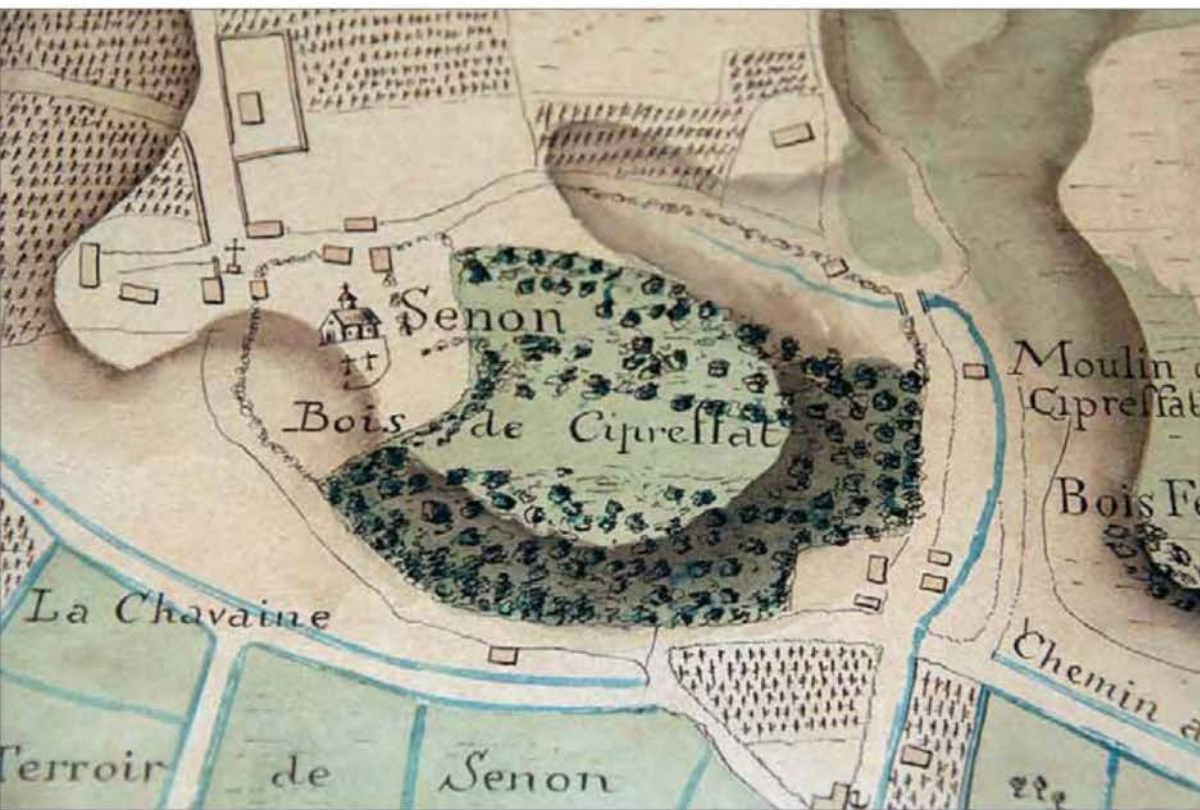 Senon
Bois de Cipressat
Moulin
Cipressat
Bois
La Chavaine
Chemin
Terroir de Senon